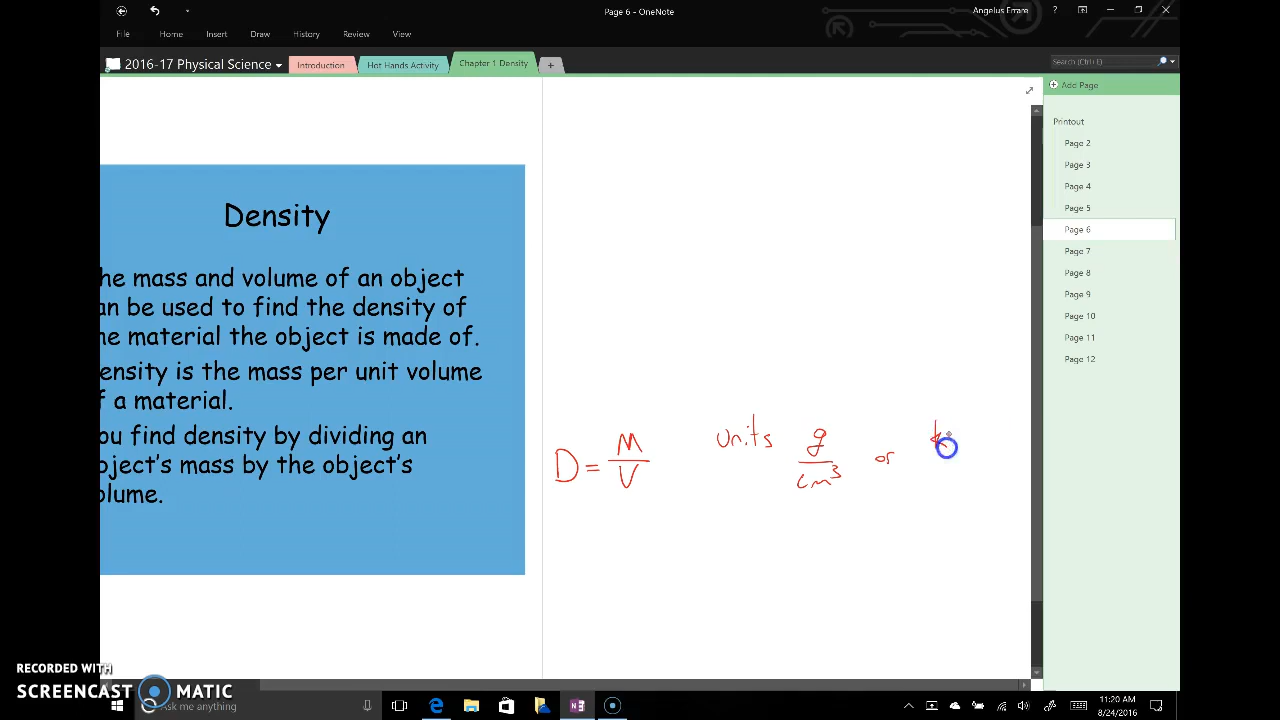 Page 6 - OneNote
Angelus Errare
?
File Home Insert Draw History Review View
2016-17 Physical Science
Introduction
Hot Hands Activity
Chapter 1 Density
+
Search (Ctrl+E)
Add Page
Printout
Page 2
Page 3
Page 4
Page 5
Page 6
Page 7
Page 8
Page 9
Page 10
Page 11
Page 12
Density
he mass and volume of an object
an be used to find the density of
he material the object is made of.
ensity is the mass per unit volume
f a material.
ou find density by dividing an
bject's mass by the object's
olume.
D = M
V
units g
cm³
or
k
RECORDED WITH
SCREENCAST MATIC
Ask me anything
11:20 AM
8/24/2016